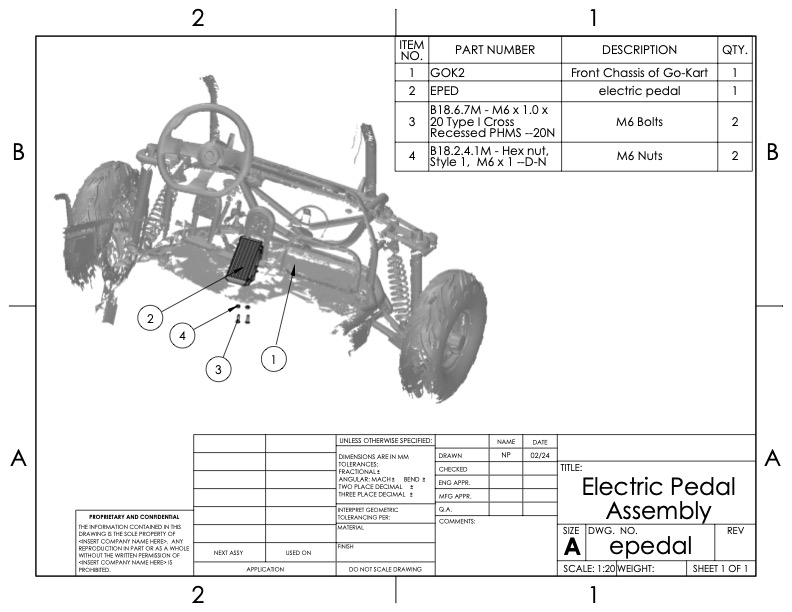 2 1
ITEM NO. PART NUMBER DESCRIPTION QTY.
1 GOK2 Front Chassis of Go-Kart 1
2 EPED electric pedal 1
3 B18.6.7M - M6 x 1.0 x 20 Type I Cross Recessed PHMS --20N M6 Bolts 2
4 B18.2.4.1M - Hex nut, Style 1, M6 x 1 --D-N M6 Nuts 2
B B
2
4
3
1
A A
UNLESS OTHERWISE SPECIFIED:
DIMENSIONS ARE IN MM
TOLERANCES:
FRACTIONAL ±
ANGULAR: MACH ± BEND ±
TWO PLACE DECIMAL ±
THREE PLACE DECIMAL ±
INTERPRET GEOMETRIC
TOLERANCING PER:
MATERIAL
FINISH
DO NOT SCALE DRAWING
NAME DATE
DRAWN NP 02/24
CHECKED
ENG APPR.
MFG APPR.
Q.A.
COMMENTS:
TITLE:
Electric Pedal
Assembly
SIZE DWG. NO. REV
A epedal
SCALE: 1:20 WEIGHT: SHEET 1 OF 1
PROPRIETARY AND CONFIDENTIAL
THE INFORMATION CONTAINED IN THIS
DRAWING IS THE SOLE PROPERTY OF
<INSERT COMPANY NAME HERE>. ANY
REPRODUCTION IN PART OR AS A WHOLE
WITHOUT THE WRITTEN PERMISSION OF
<INSERT COMPANY NAME HERE> IS
PROHIBITED.
NEXT ASSY USED ON
APPLICATION
2 1